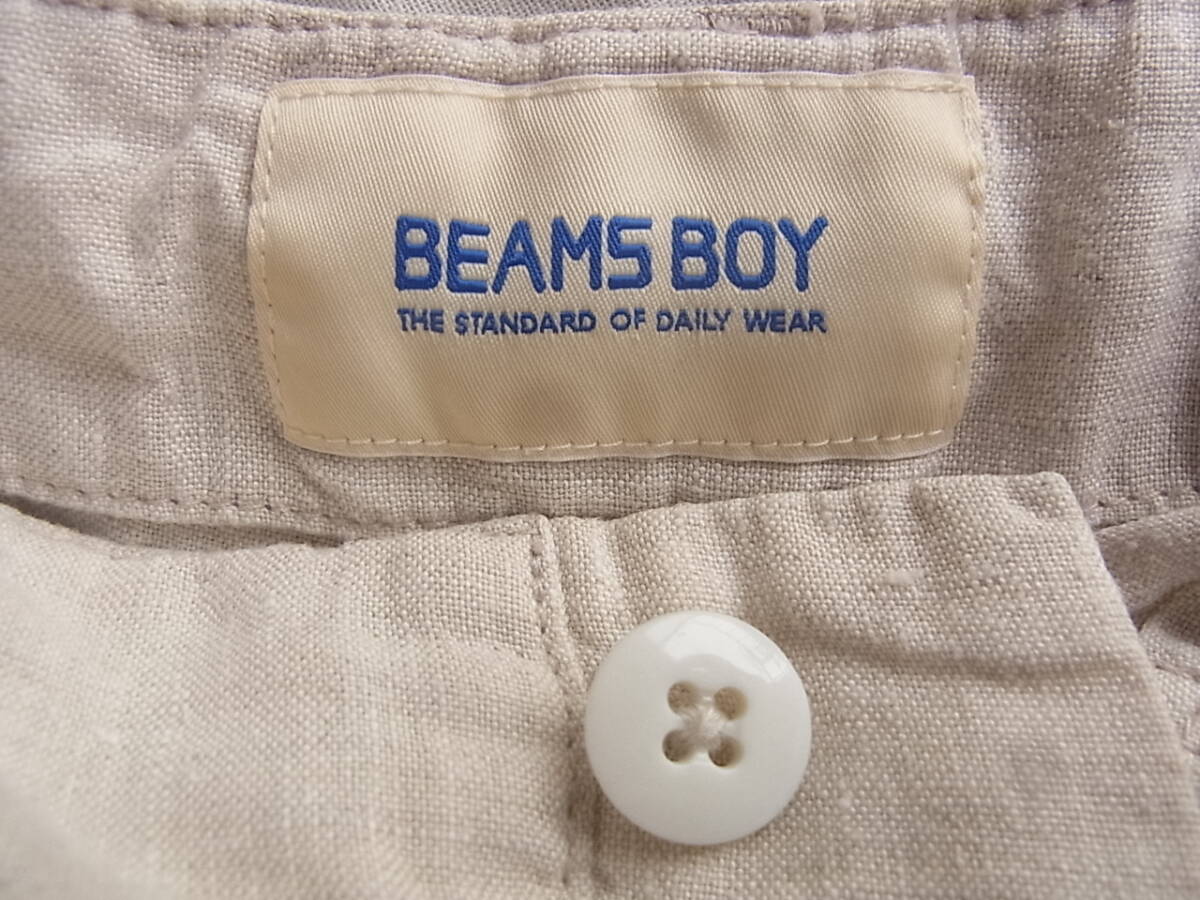 BEAMS BOY
THE STANDARD OF DAILY WEAR